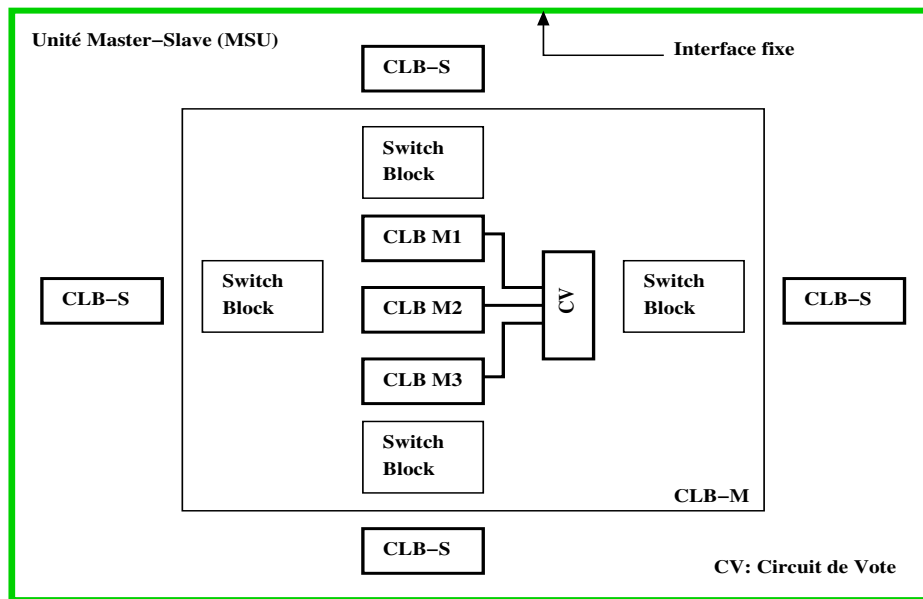 Unité Master–Slave (MSU)
Interface fixe
CLB–S
Switch
Block
CLB M1
CLB–S
Switch
Block
CLB M2
CV
Switch
Block
CLB–S
CLB M3
Switch
Block
CLB–M
CLB–S
CV: Circuit de Vote